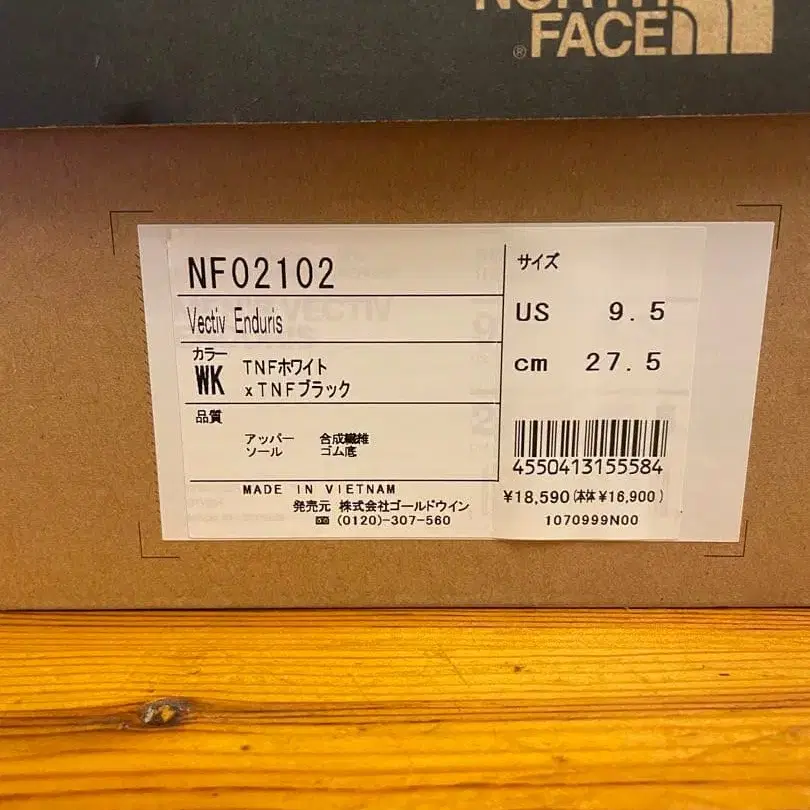 NORTH
FACE
®
NF02102
Vectiv Enduris
カラー
WK
TNFホワイト
xTNFブラック
品質
アッパー 合成繊維
ソール ゴム底
MADE IN VIETNAM
発売元 株式会社ゴールドウイン
(0120)-307-560
サイズ
US 9.5
cm 27.5
4550413155584
¥18,590(本体¥16,900)
1070999N00